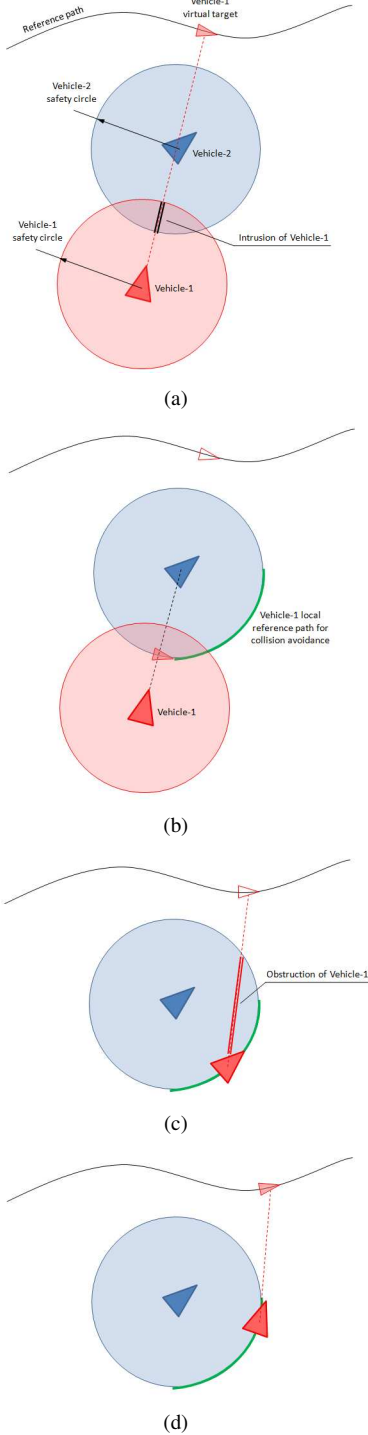 Vehicle-1
virtual target
Reference path
Vehicle-2
safety circle
Vehicle-2
Vehicle-1
safety circle
Intrusion of Vehicle-1
Vehicle-1
(a)
Vehicle-1 local
reference path for
collision avoidance
Vehicle-1
(b)
Obstruction of Vehicle-1
(c)
(d)